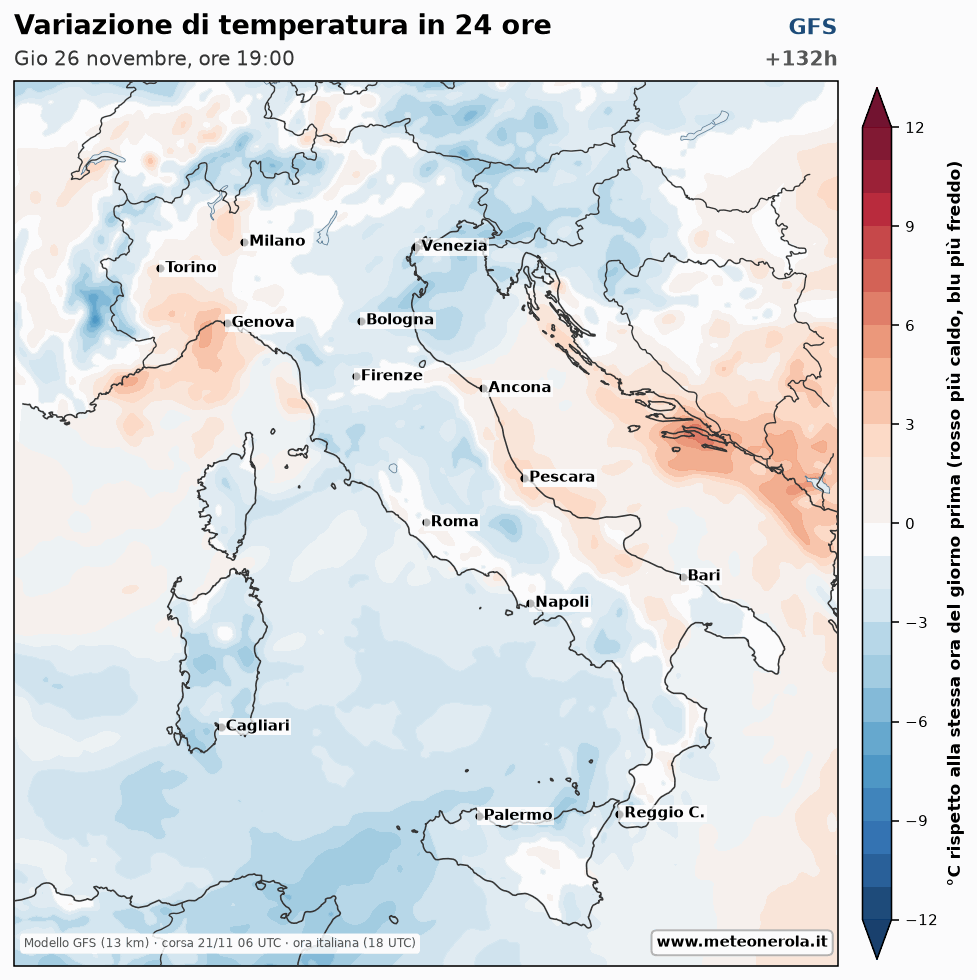 Variazione di temperatura in 24 ore
GFS
Gio 26 novembre, ore 19:00
+132h
Milano
Venezia
Torino
Genova
Bologna
Firenze
Ancona
Pescara
Roma
Bari
Napoli
Cagliari
Palermo
Reggio C.
12
9
6
3
0
−3
−6
−9
−12
°C rispetto alla stessa ora del giorno prima (rosso più caldo, blu più freddo)
Modello GFS (13 km) · corsa 21/11 06 UTC · ora italiana (18 UTC)
www.meteonerola.it